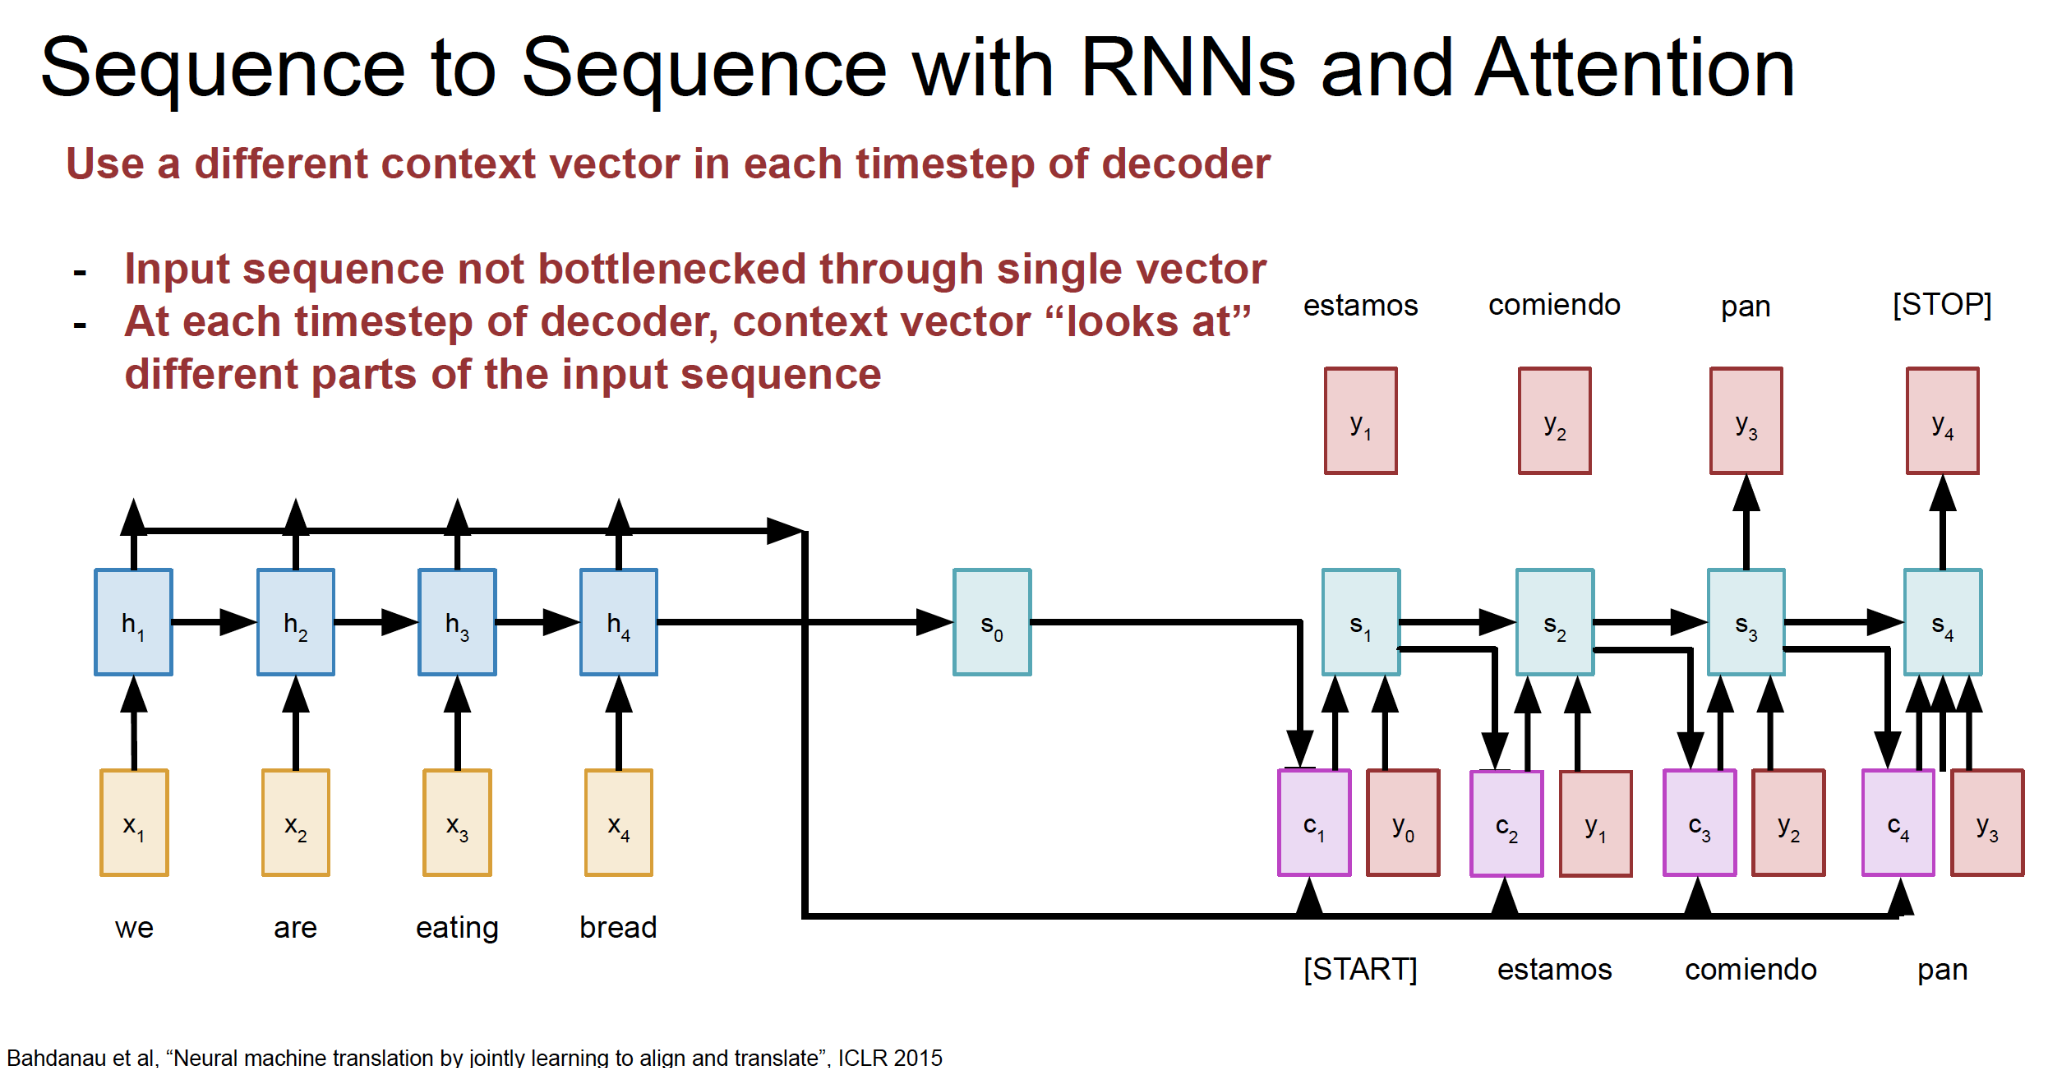 Sequence to Sequence with RNNs and Attention
Use a different context vector in each timestep of decoder
- Input sequence not bottlenecked through single vector
- At each timestep of decoder, context vector “looks at”
different parts of the input sequence
estamos comiendo pan [STOP]
y1 y2 y3 y4
h1 h2 h3 h4 s0 s1 s2 s3 s4
x1 x2 x3 x4 c1 y0 c2 y1 c3 y2 c4 y3
we are eating bread
[START] estamos comiendo pan
Bahdanau et al, “Neural machine translation by jointly learning to align and translate”, ICLR 2015